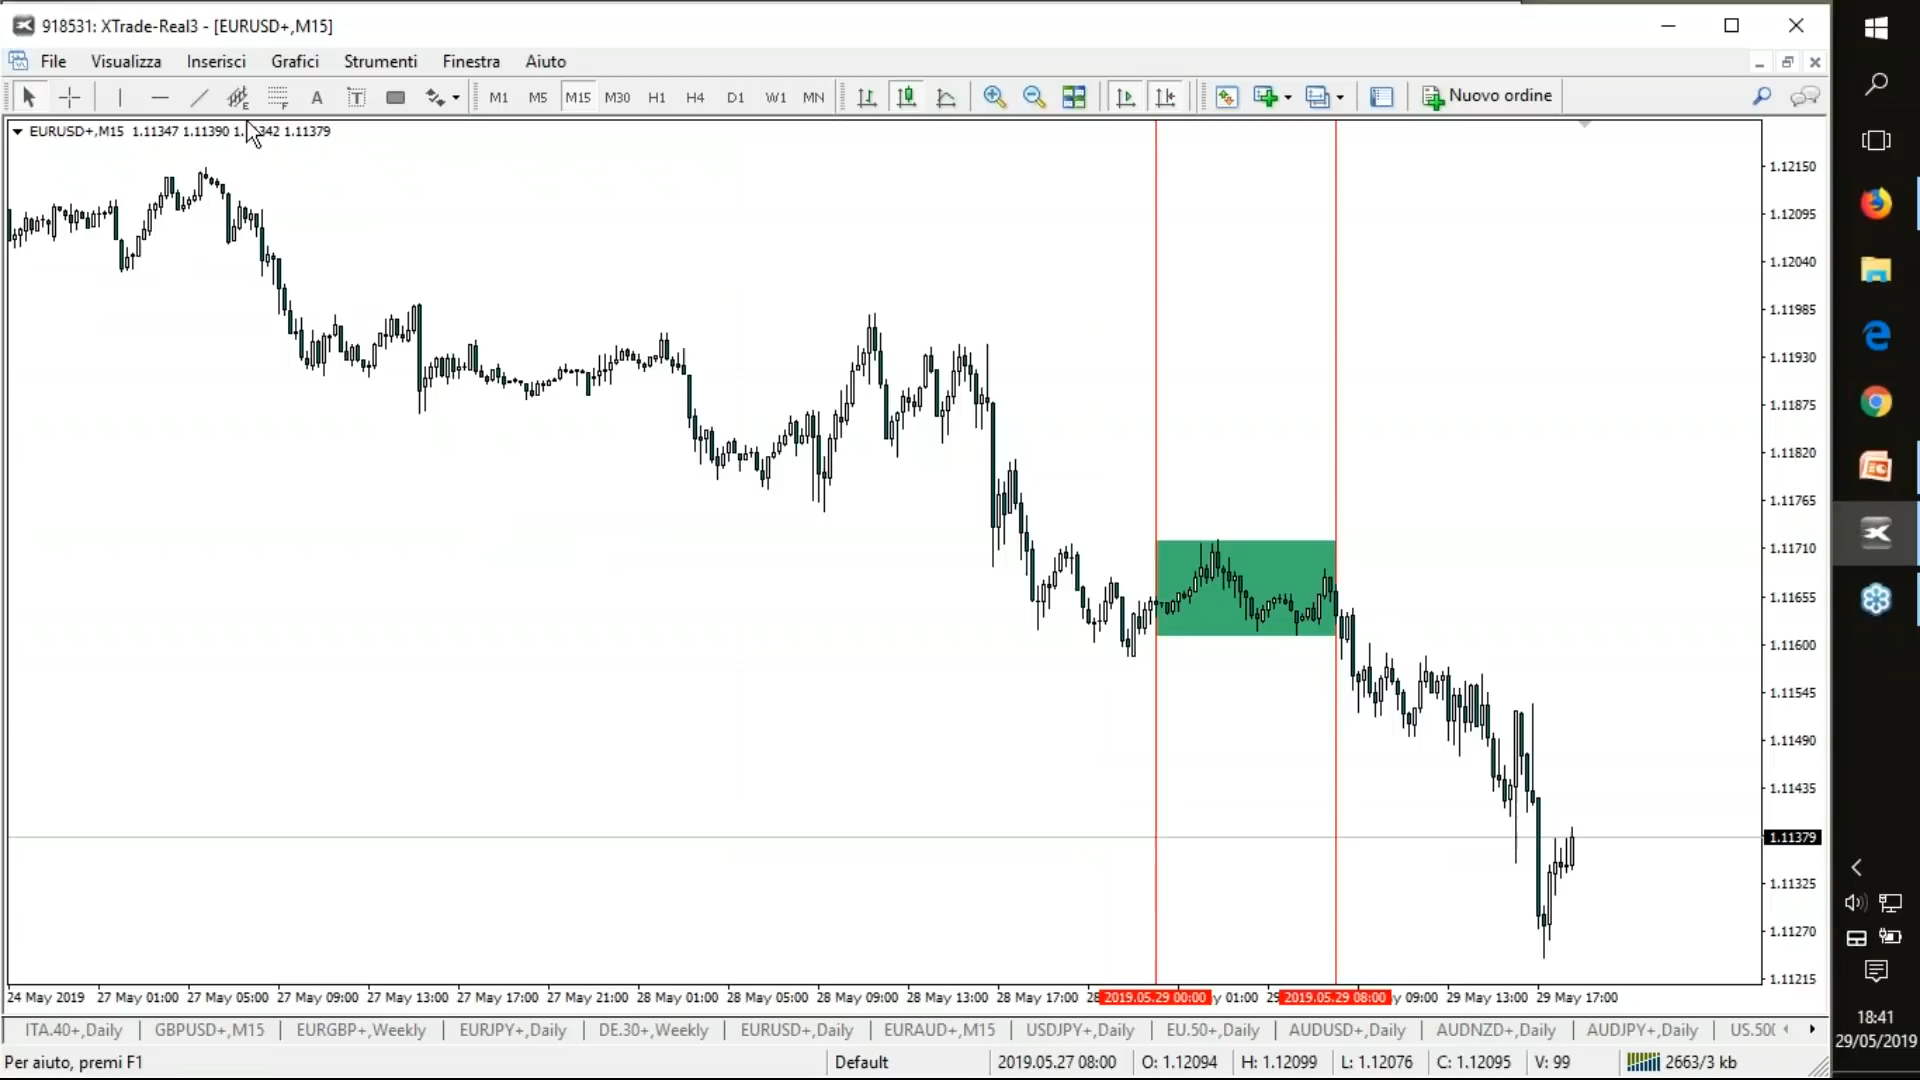 918531: XTrade-Real3 - [EURUSD+,M15]
File Visualizza Inserisci Grafici Strumenti Finestra Aiuto
E F A T M1 M5 M15 M30 H1 H4 D1 W1 MN Nuovo ordine
EURUSD+,M15 1.11347 1.11390 342 1.11379
1.12150
1.12095
1.12040
1.11985
1.11930
1.11875
1.11820
1.11765
1.11710
1.11655
1.11600
1.11545
1.11490
1.11435
1.11379
1.11325
1.11270
1.11215
24 May 2019 27 May 01:00 27 May 05:00 27 May 09:00 27 May 13:00 27 May 17:00 27 May 21:00 28 May 01:00 28 May 05:00 28 May 09:00 28 May 13:00 28 May 17:00 28 2019.05.29 00:00 y 01:00 29 2019.05.29 08:00 y 09:00 29 May 13:00 29 May 17:00
ITA.40+,Daily GBPUSD+,M15 EURGBP+,Weekly EURJPY+,Daily DE.30+,Weekly EURUSD+,Daily EURAUD+,M15 USDJPY+,Daily EU.50+,Daily AUDUSD+,Daily AUDNZD+,Daily AUDJPY+,Daily US.50
Per aiuto, premi F1 Default 2019.05.27 08:00 O: 1.12094 H: 1.12099 L: 1.12076 C: 1.12095 V: 99 2663/3 kb
18:41
29/05/2019